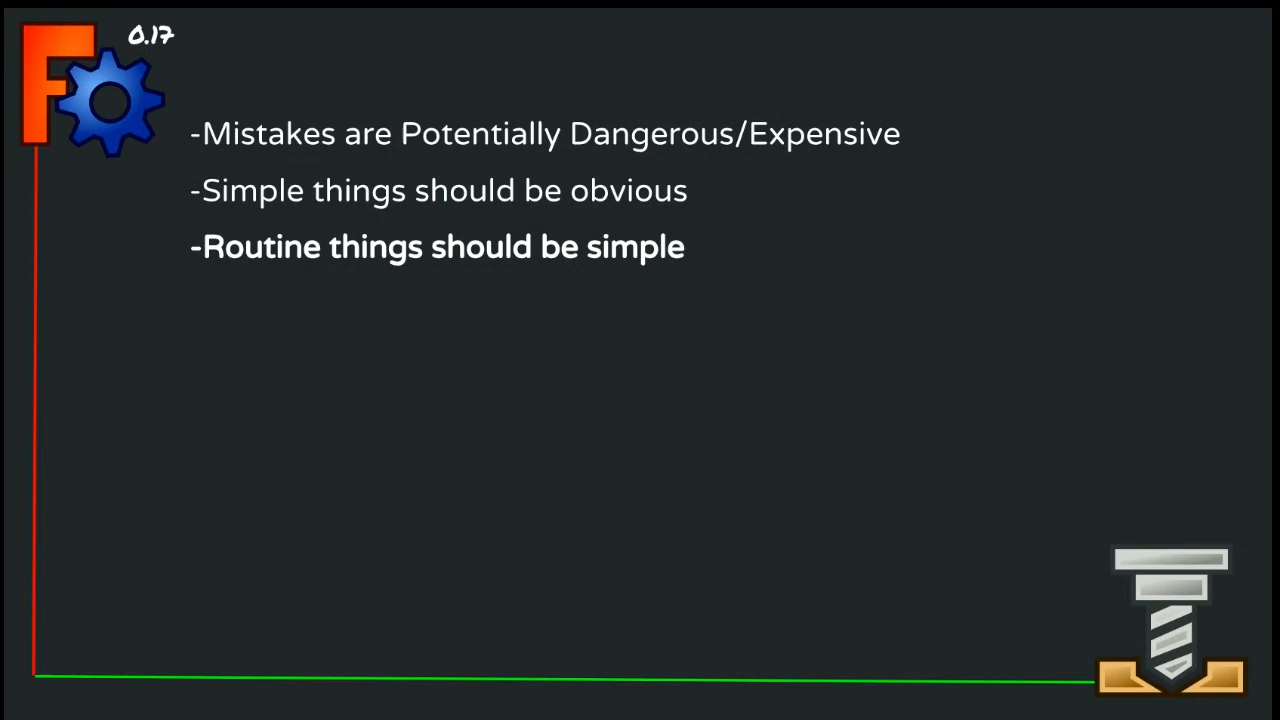 0.17
-Mistakes are Potentially Dangerous/Expensive
-Simple things should be obvious
-Routine things should be simple